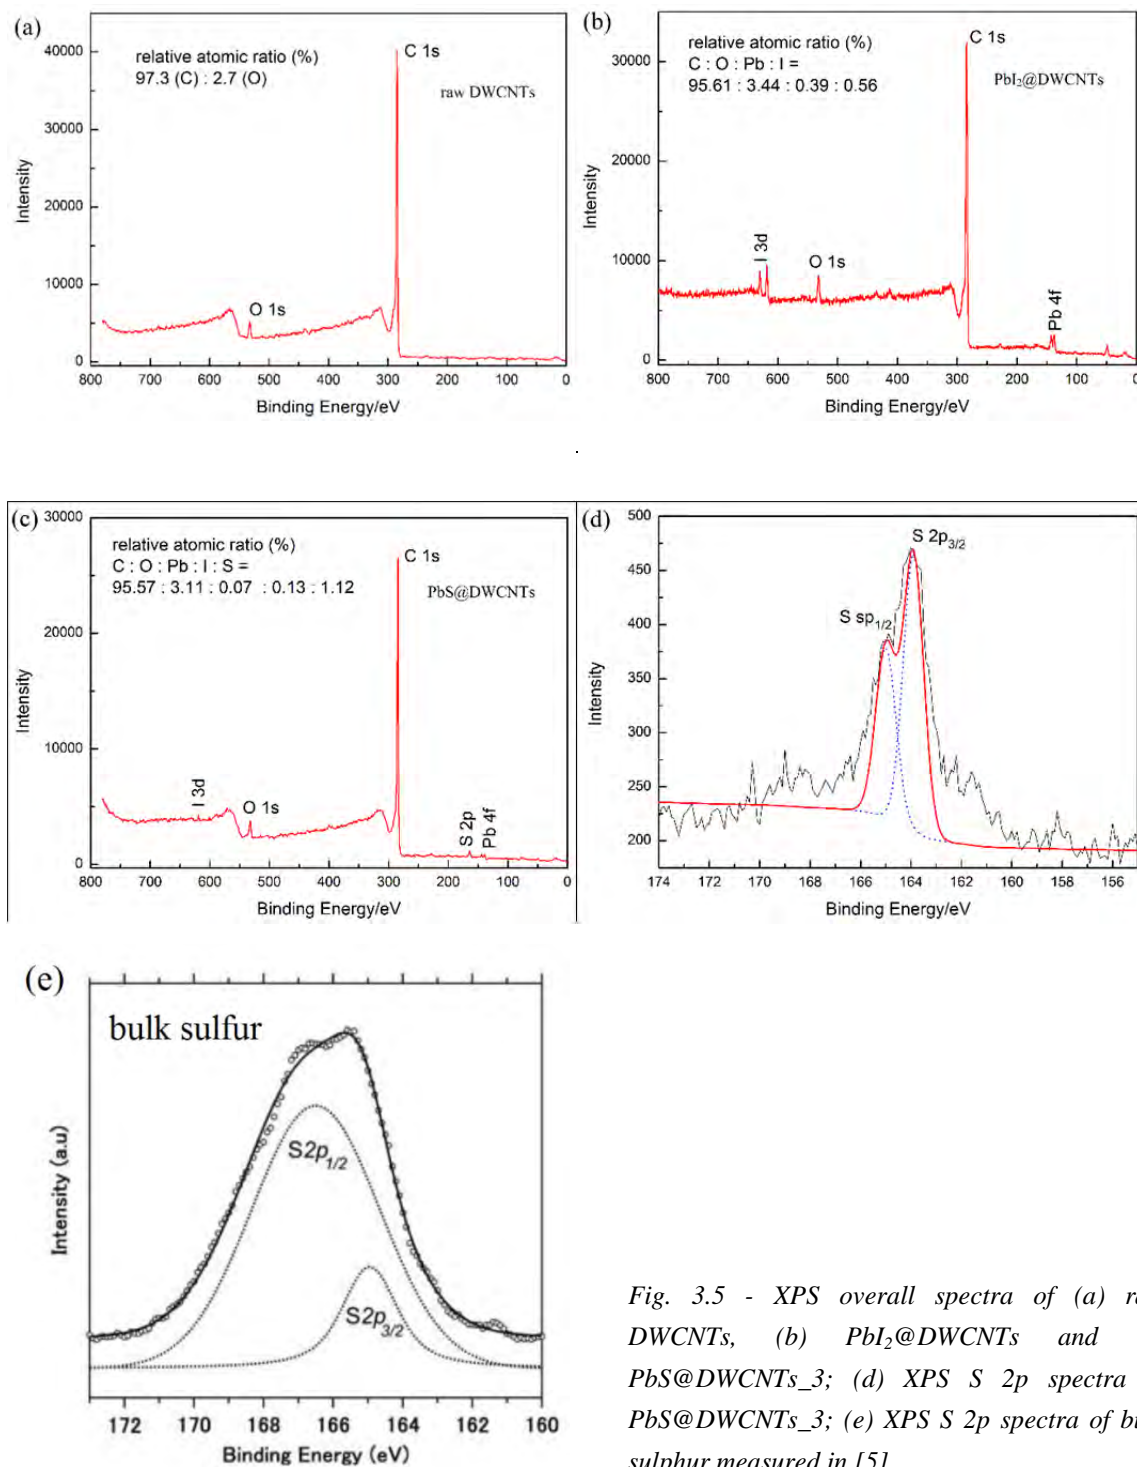 (a)
40000
30000
20000
10000
0
Intensity
relative atomic ratio (%)
97.3 (C) : 2.7 (O)
C 1s
raw DWCNTs
O 1s
800 700 600 500 400 300 200 100 0
Binding Energy/eV
(b)
30000
20000
10000
0
Intensity
relative atomic ratio (%)
C : O : Pb : I =
95.61 : 3.44 : 0.39 : 0.56
C 1s
PbI₂@DWCNTs
I 3d
O 1s
Pb 4f
800 700 600 500 400 300 200 100 0
Binding Energy/eV
(c)
30000
20000
10000
0
Intensity
relative atomic ratio (%)
C : O : Pb : I : S =
95.57 : 3.11 : 0.07 : 0.13 : 1.12
C 1s
PbS@DWCNTs
I 3d
O 1s
S 2p
Pb 4f
800 700 600 500 400 300 200 100 0
Binding Energy/eV
(d)
500
450
400
350
300
250
200
Intensity
S 2p₃/₂
S sp₁/₂
174 172 170 168 166 164 162 160 158 156
Binding Energy/eV
(e)
bulk sulfur
Intensity (a.u)
S2p₁/₂
S2p₃/₂
172 170 168 166 164 162 160
Binding Energy (eV)
Fig. 3.5 - XPS overall spectra of (a)
DWCNTs, (b) PbI₂@DWCNTs and
PbS@DWCNTs_3; (d) XPS S 2p spectra
PbS@DWCNTs_3; (e) XPS S 2p spectra of
sulphur measured in [5]